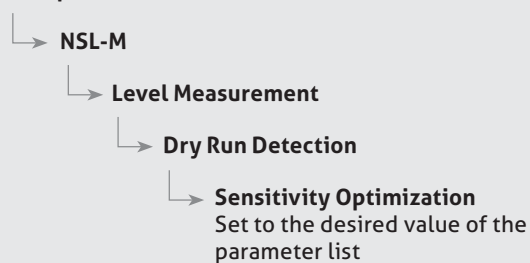 NSL-M
Level Measurement
Dry Run Detection
Sensitivity Optimization
Set to the desired value of the
parameter list